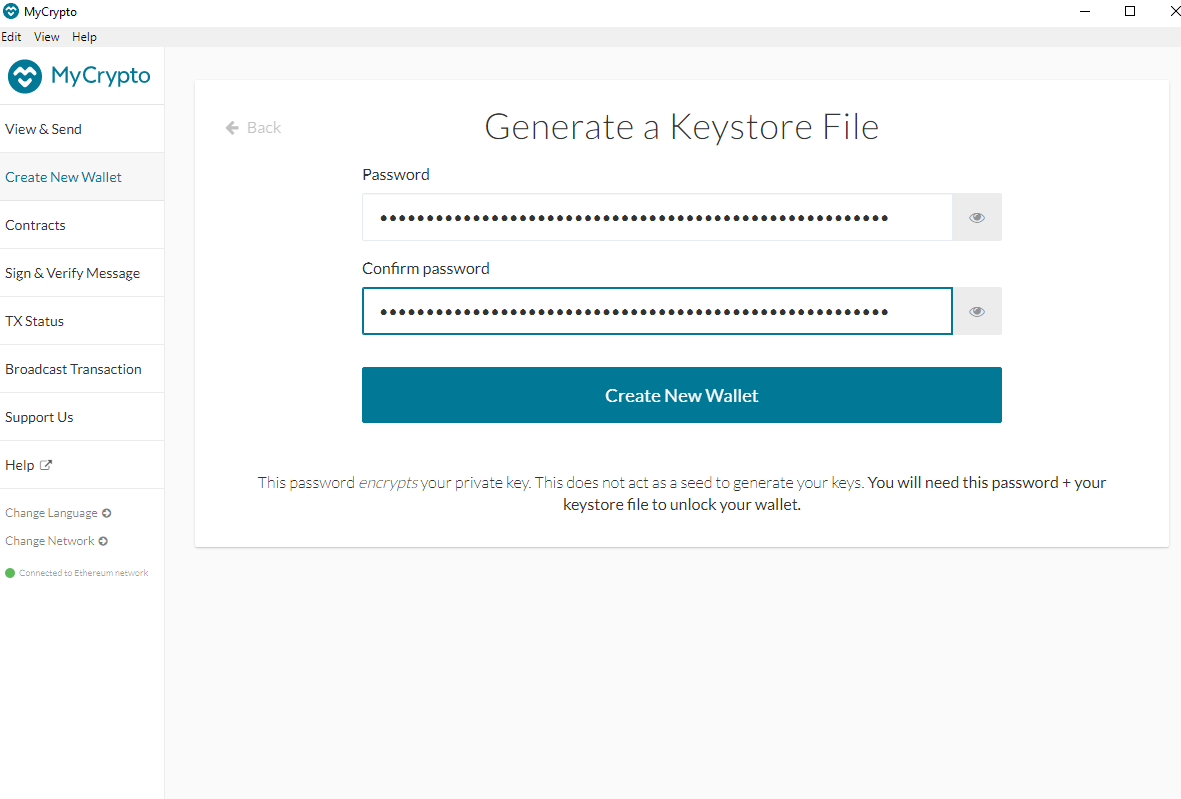 MyCrypto
Edit View Help
MyCrypto
View & Send
Create New Wallet
Contracts
Sign & Verify Message
TX Status
Broadcast Transaction
Support Us
Help
Change Language
Change Network
Connected to Ethereum network
Back
Generate a Keystore File
Password
Confirm password
Create New Wallet
This password encrypts your private key. This does not act as a seed to generate your keys. You will need this password + your
keystore file to unlock your wallet.